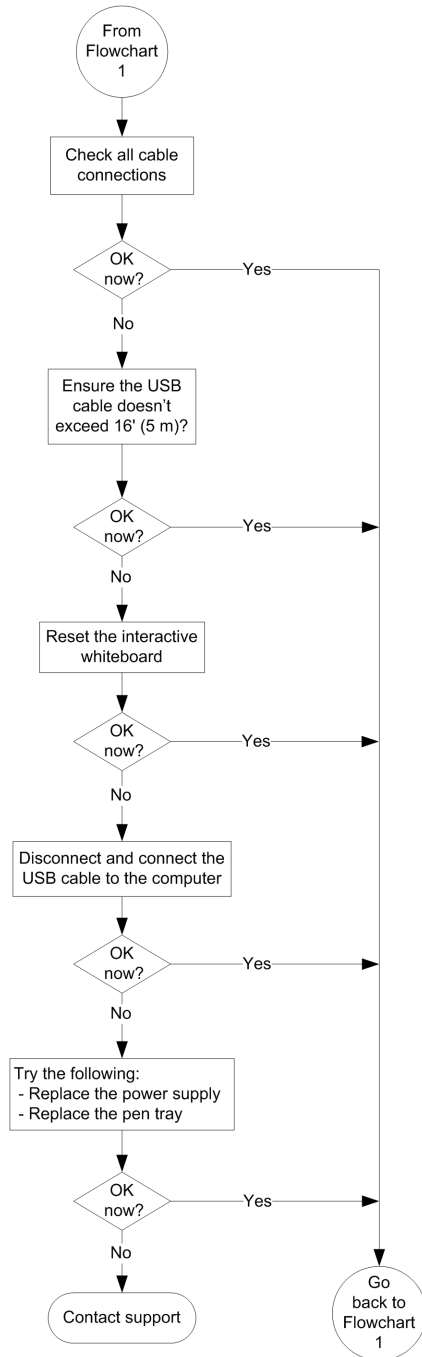 From
Flowchart
1
Check all cable
connections
OK
now?
Yes
No
Ensure the USB
cable doesn’t
exceed 16' (5 m)?
OK
now?
Yes
No
Reset the interactive
whiteboard
OK
now?
Yes
No
Disconnect and connect the
USB cable to the computer
OK
now?
Yes
No
Try the following:
- Replace the power supply
- Replace the pen tray
OK
now?
Yes
No
Contact support
Go
back to
Flowchart
1